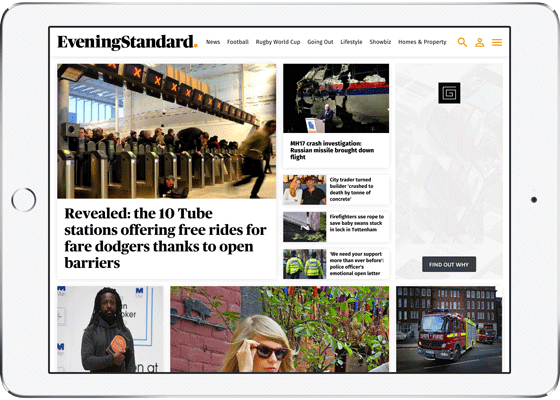 EveningStandard.
News Football Rugby World Cup Going Out Lifestyle Showbiz Homes & Property
MH17 crash investigation:
Russian missile brought down
flight
City trader turned
builder 'crushed to
death by tonne of
concrete'
Firefighters use rope to
save baby swans stuck
in lock in Tottenham
'We need your support
more than ever before':
police officer's
emotional open letter
Revealed: the 10 Tube
stations offering free rides for
fare dodgers thanks to open
barriers
FIND OUT WHY